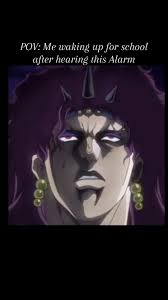 POV: Me waking up for school
after hearing this Alarm